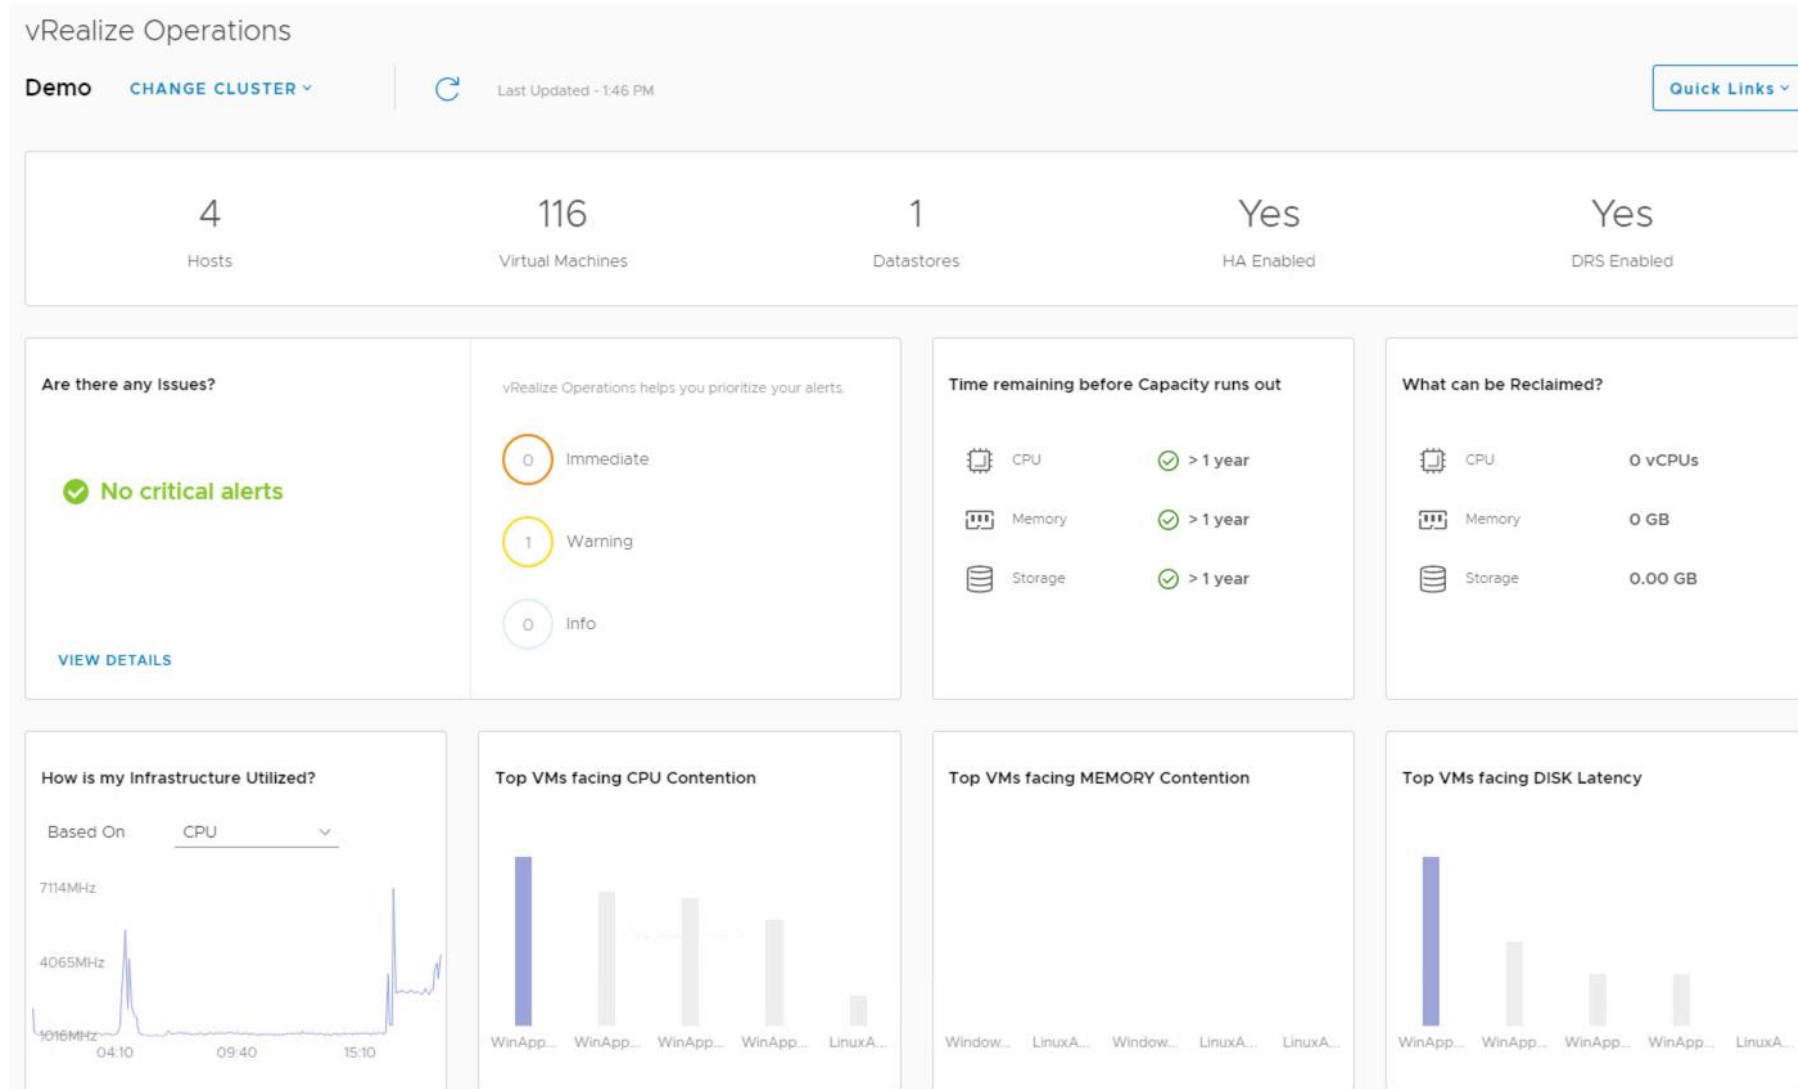 vRealize Operations
Demo CHANGE CLUSTER Last Updated - 1:46 PM Quick Links
4 116 1 Yes Yes
Hosts Virtual Machines Datastores HA Enabled DRS Enabled
Are there any Issues?
No critical alerts
VIEW DETAILS
vRealize Operations helps you prioritize your alerts.
0 Immediate
1 Warning
0 Info
Time remaining before Capacity runs out
CPU > 1 year
Memory > 1 year
Storage > 1 year
What can be Reclaimed?
CPU 0 vCPUs
Memory 0 GB
Storage 0.00 GB
How is my Infrastructure Utilized?
Based On CPU
7114MHz
4065MHz
1016MHz
04:10 09:40 15:10
Top VMs facing CPU Contention
WinApp... WinApp... WinApp... WinApp... LinuxA...
Top VMs facing MEMORY Contention
Window... LinuxA... Window... LinuxA... LinuxA...
Top VMs facing DISK Latency
WinApp... WinApp... WinApp... WinApp... LinuxA...